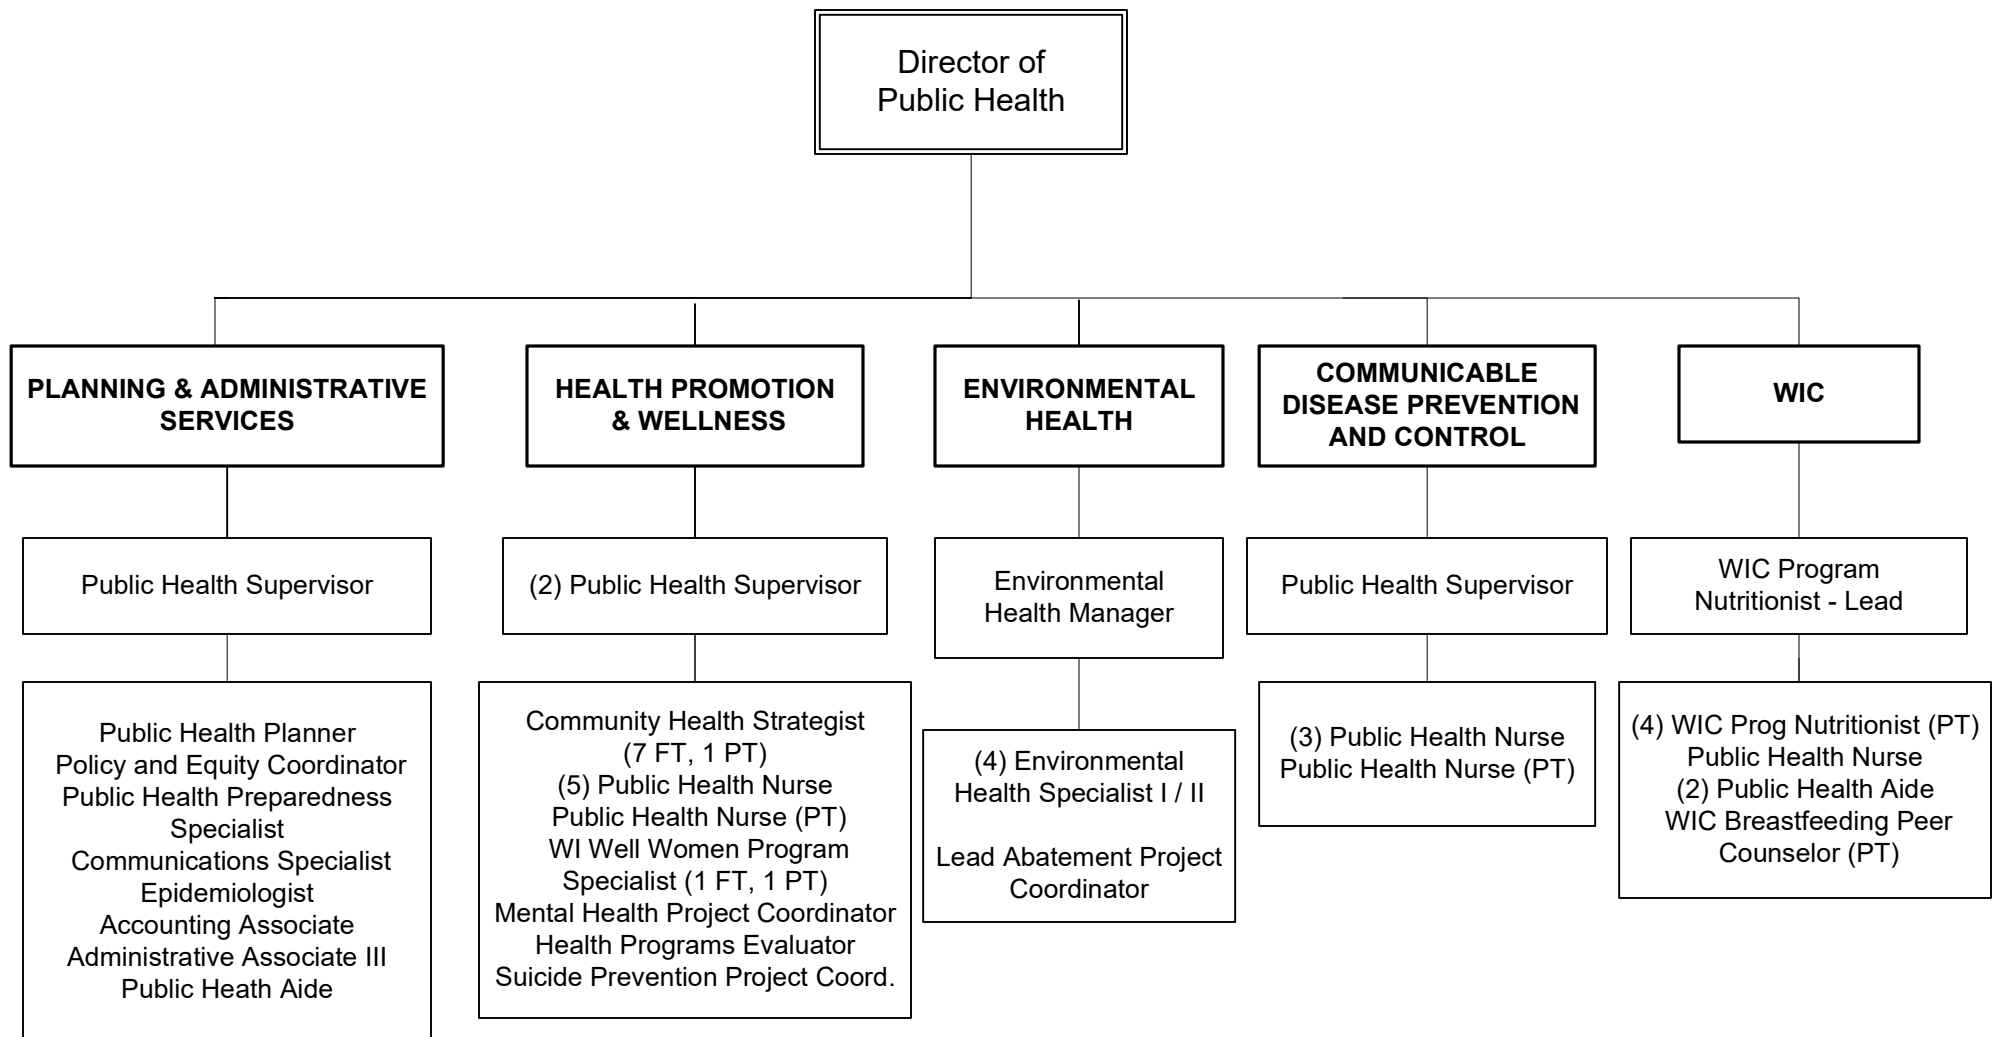 Director of
Public Health
PLANNING & ADMINISTRATIVE
SERVICES
HEALTH PROMOTION
& WELLNESS
ENVIRONMENTAL
HEALTH
COMMUNICABLE
DISEASE PREVENTION
AND CONTROL
WIC
Public Health Supervisor
(2) Public Health Supervisor
Environmental
Health Manager
Public Health Supervisor
WIC Program
Nutritionist - Lead
Public Health Planner
Policy and Equity Coordinator
Public Health Preparedness
Specialist
Communications Specialist
Epidemiologist
Accounting Associate
Administrative Associate III
Public Heath Aide
Community Health Strategist
(7 FT, 1 PT)
(5) Public Health Nurse
Public Health Nurse (PT)
WI Well Women Program
Specialist (1 FT, 1 PT)
Mental Health Project Coordinator
Health Programs Evaluator
Suicide Prevention Project Coord.
(4) Environmental
Health Specialist I / II
Lead Abatement Project
Coordinator
(3) Public Health Nurse
Public Health Nurse (PT)
(4) WIC Prog Nutritionist (PT)
Public Health Nurse
(2) Public Health Aide
WIC Breastfeeding Peer
Counselor (PT)